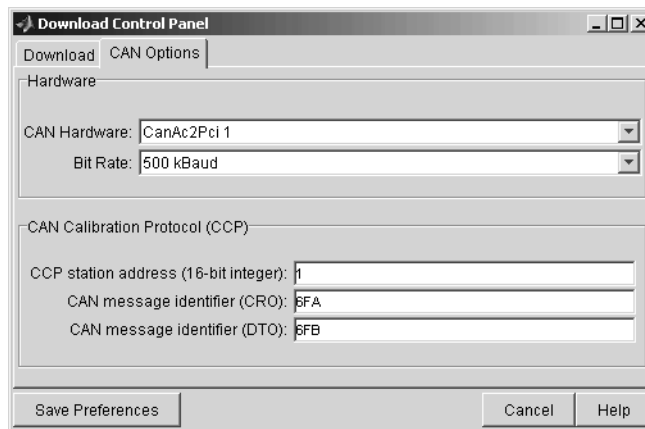 Download Control Panel
Download CAN Options
Hardware
CAN Hardware: CanAc2Pci 1
Bit Rate: 500 kBaud
CAN Calibration Protocol (CCP)
CCP station address (16-bit integer): 1
CAN message identifier (CRO): 6FA
CAN message identifier (DTO): 6FB
Save Preferences Cancel Help